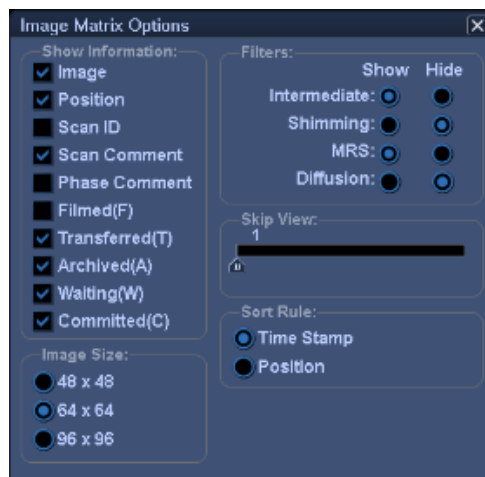 Image Matrix Options
Show Information:
Image
Position
Scan ID
Scan Comment
Phase Comment
Filmed(F)
Transferred(T)
Archived(A)
Waiting(W)
Committed(C)
Image Size:
48 x 48
64 x 64
96 x 96
Filters:
Show Hide
Intermediate:
Shimming:
MRS:
Diffusion:
Skip View:
1
Sort Rule:
Time Stamp
Position